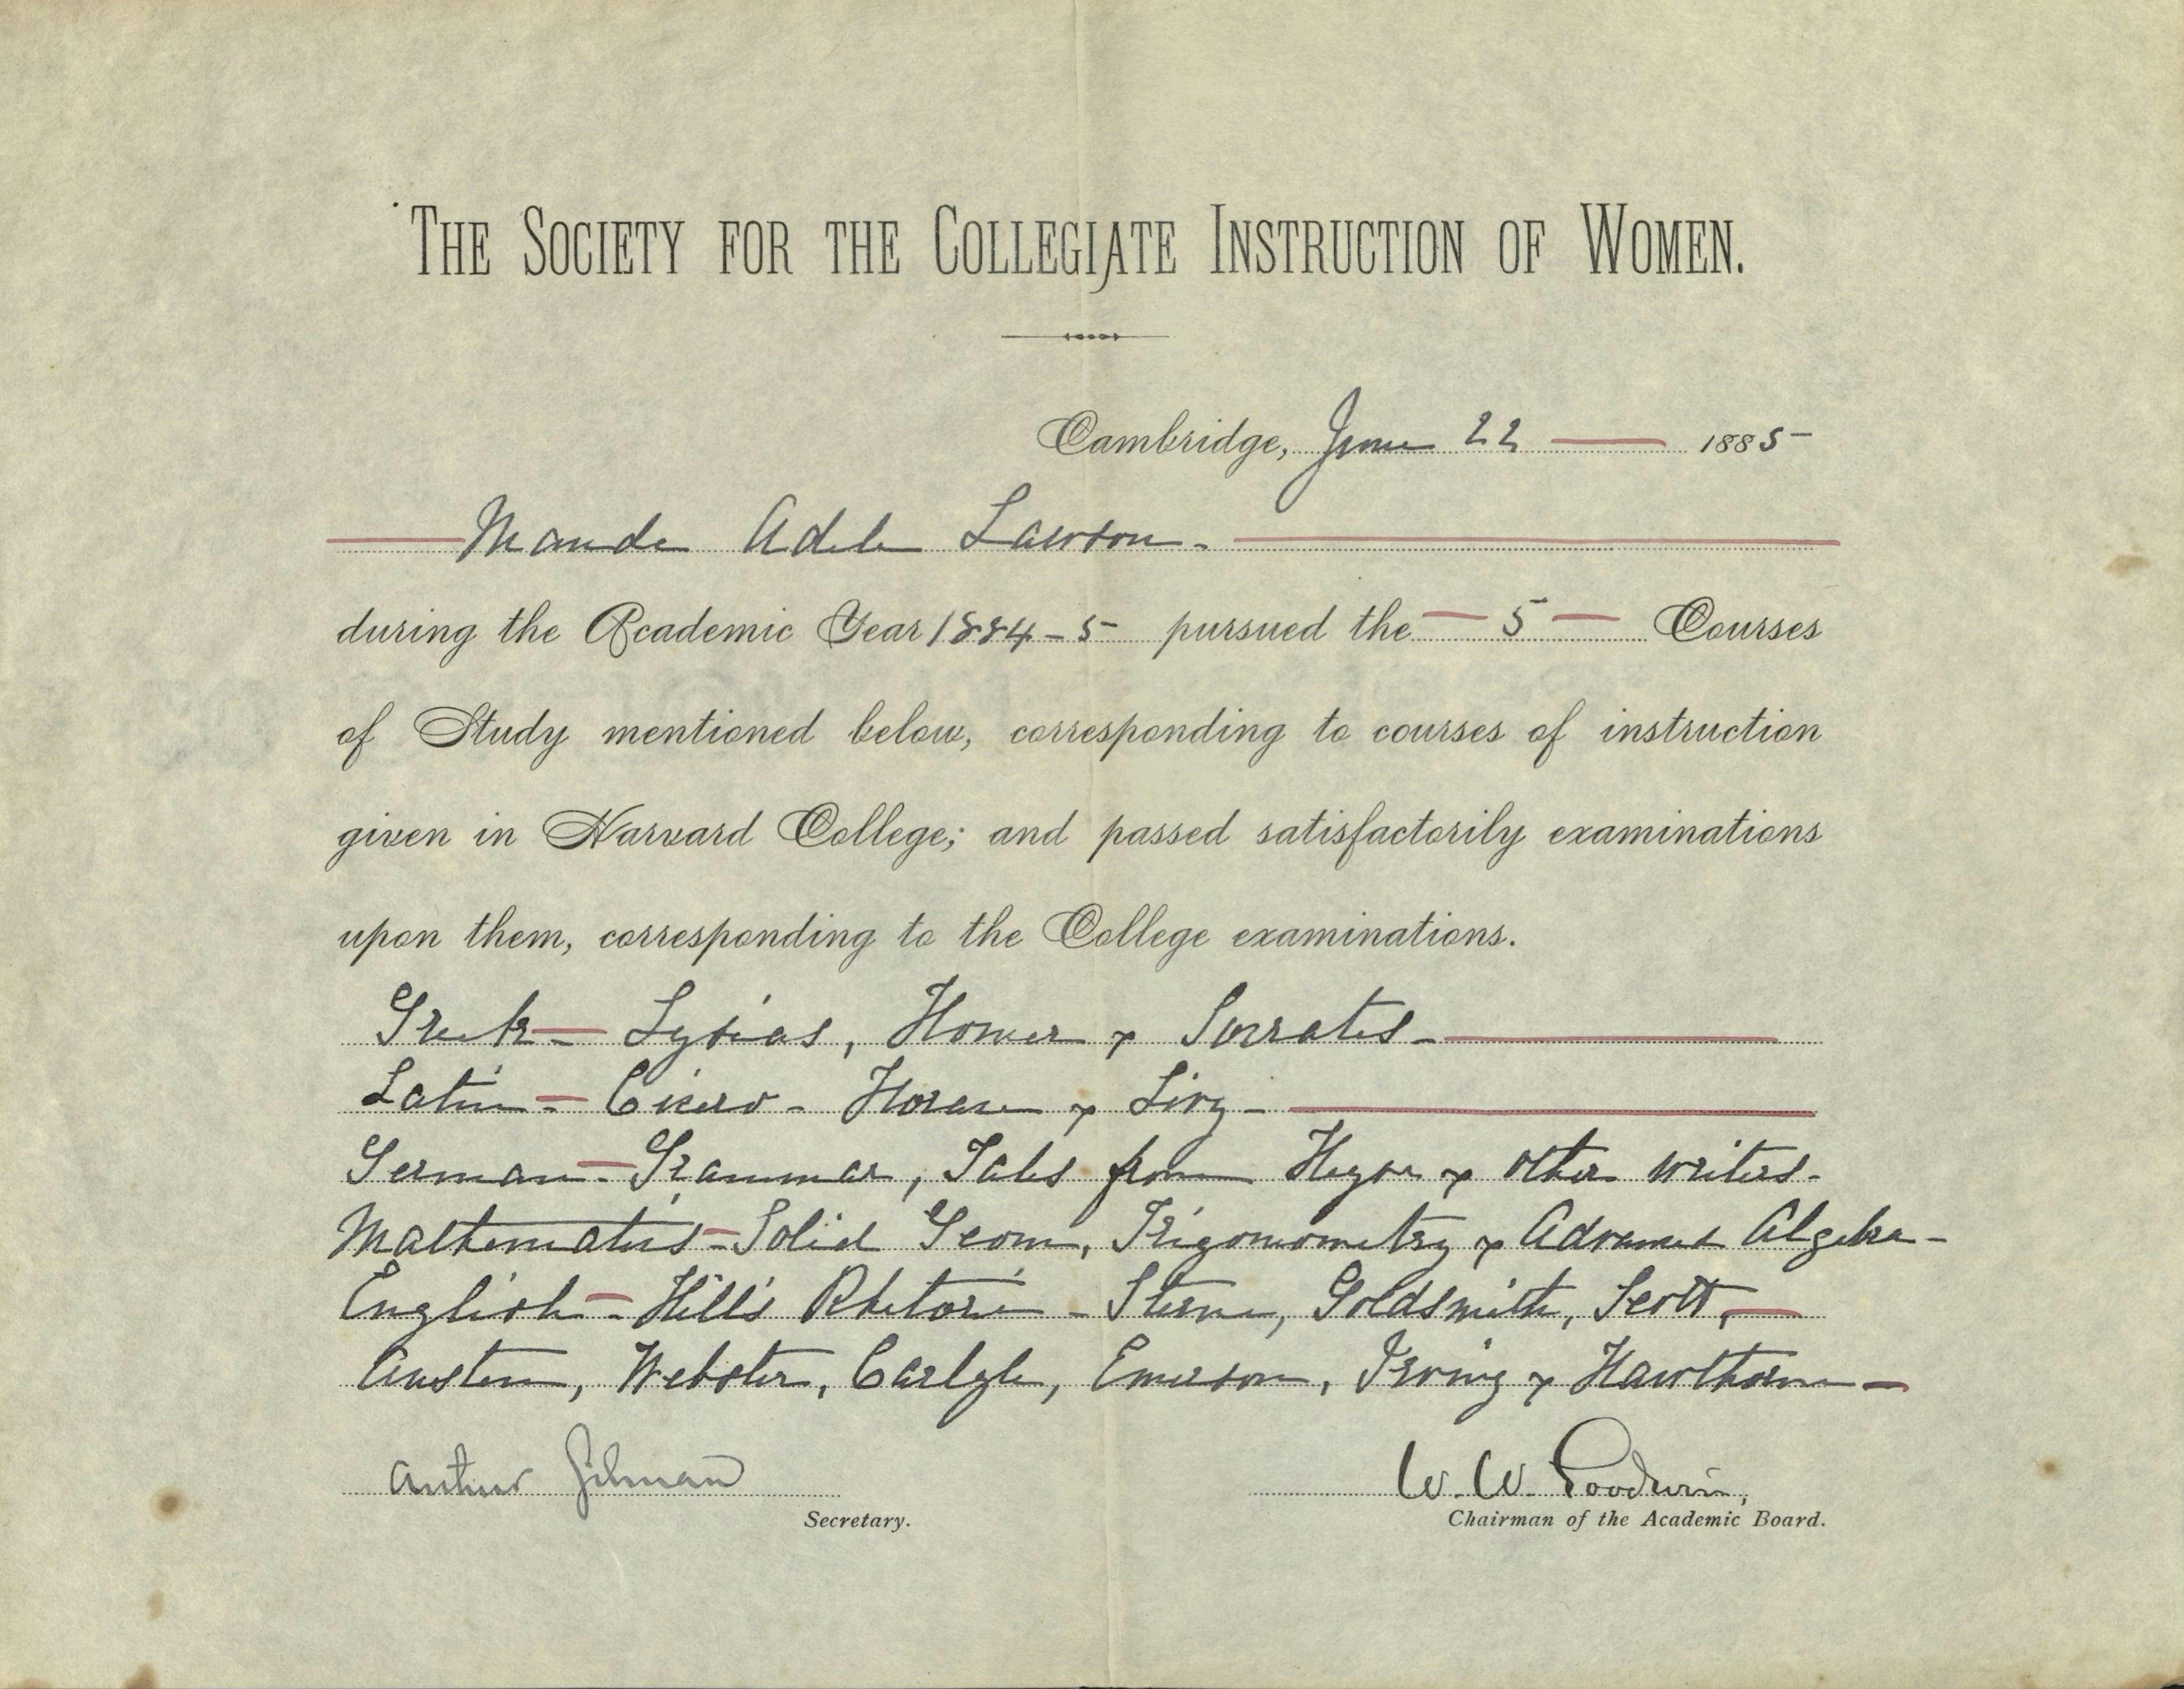 THE SOCIETY FOR THE COLLEGIATE INSTRUCTION OF WOMEN.
Cambridge, June 22 — 1885
— Maude Adele Lawson. —
during the Academic Year 1884-5 pursued the — 5 — Courses
of Study mentioned below, corresponding to courses of instruction
given in Harvard College; and passed satisfactorily examinations
upon them, corresponding to the College examinations.
Greek — Lysias, Homer & Socrates —
Latin — Cicero - Horace & Livy —
German — Grammar, Tales from Heyse & other writers.
Mathematics — Solid Geom, Trigonometry & Advanced Algebra -
English — Hill's Rhetoric - Sterne, Goldsmith, Scott, —
Austen, Webster, Carlyle, Emerson, Irving & Hawthorne —
Arthur Gilman
Secretary.
W. W. Goodwin,
Chairman of the Academic Board.